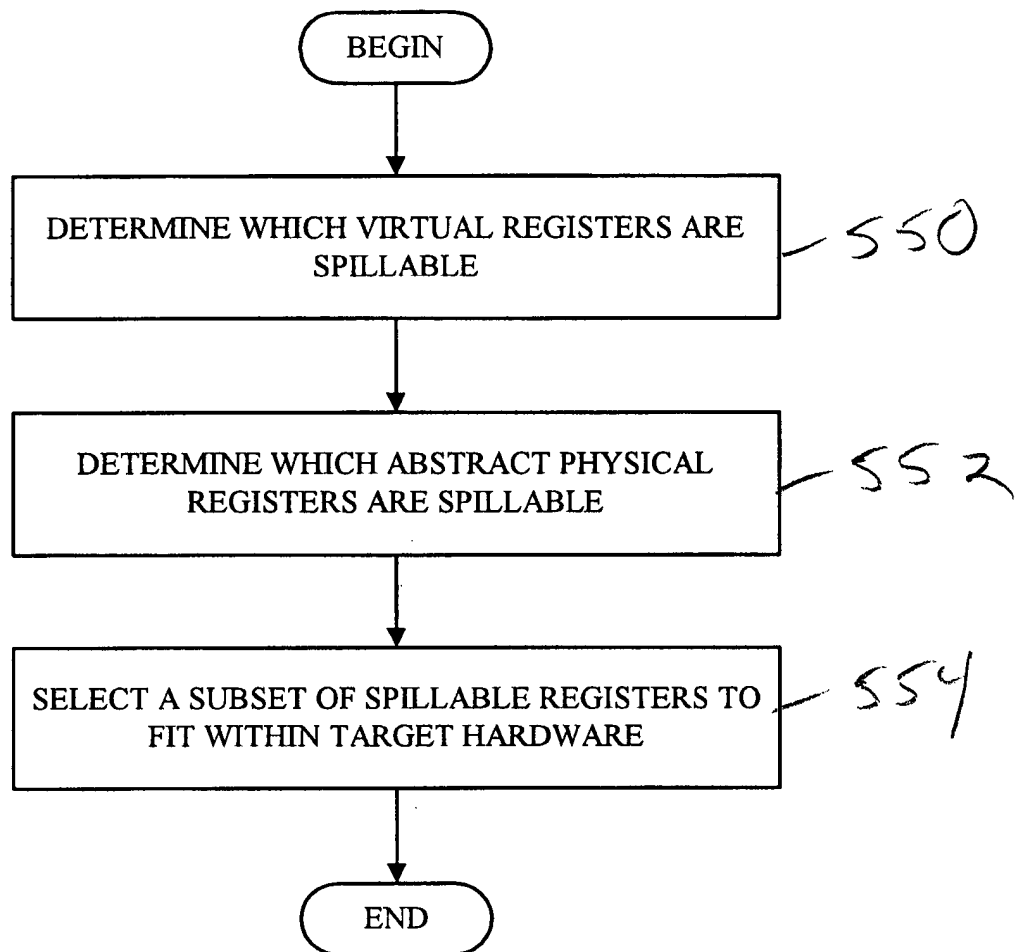 BEGIN
DETERMINE WHICH VIRTUAL REGISTERS ARE
SPILLABLE
550
DETERMINE WHICH ABSTRACT PHYSICAL
REGISTERS ARE SPILLABLE
552
SELECT A SUBSET OF SPILLABLE REGISTERS TO
FIT WITHIN TARGET HARDWARE
554
END